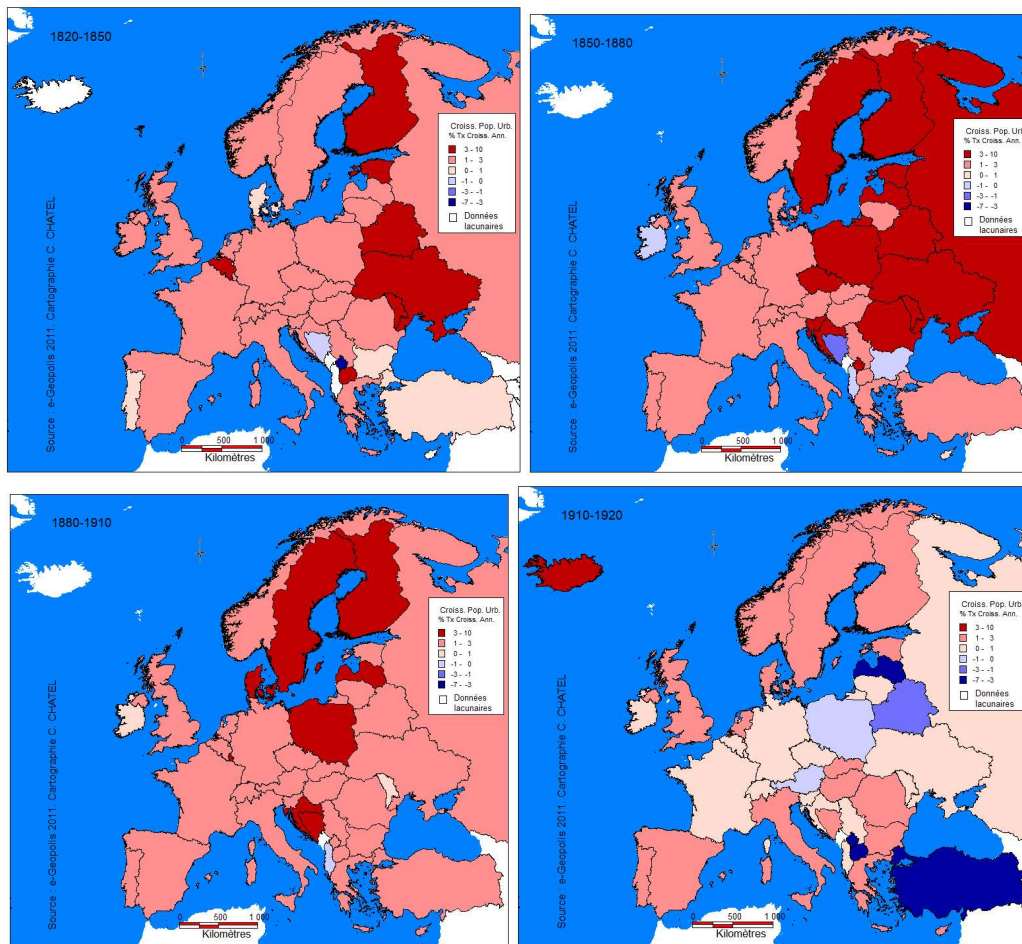 1820-1850
Croiss. Pop. Urb.
% Tx Croiss. Ann.
3 - 10
1 - 3
0 - 1
-1 - 0
-3 - -1
-7 - -3
Données
lacunaires
Source : e-Geopolis 2011 Cartographie C. CHATEL
0 500 1 000
Kilomètres
1850-1880
Croiss. Pop. Urb.
% Tx Croiss. Ann.
3 - 10
1 - 3
0 - 1
-1 - 0
-3 - -1
-7 - -3
Données
lacunaires
Source : e-Geopolis 2011 Cartographie C. CHATEL
0 500 1 000
Kilomètres
1880-1910
Croiss. Pop. Urb.
% Tx Croiss. Ann.
3 - 10
1 - 3
0 - 1
-1 - 0
-3 - -1
-7 - -3
Données
lacunaires
Source : e-Geopolis 2011 Cartographie C. CHATEL
0 500 1 000
Kilomètres
1910-1920
Croiss. Pop. Urb.
% Tx Croiss. Ann.
3 - 10
1 - 3
0 - 1
-1 - 0
-3 - -1
-7 - -3
Données
lacunaires
Source : e-Geopolis 2011 Cartographie C. CHATEL
0 500 1 000
Kilomètres